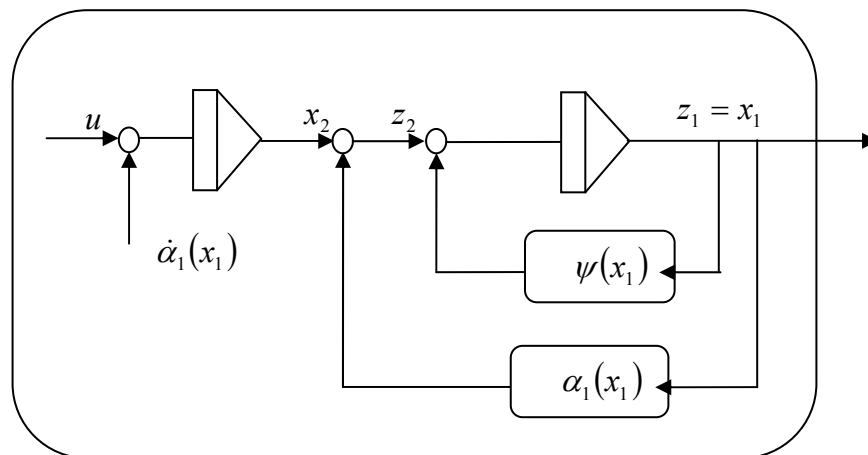 u
x₂
z₂
z₁ = x₁
α̇₁(x₁)
ψ(x₁)
α₁(x₁)